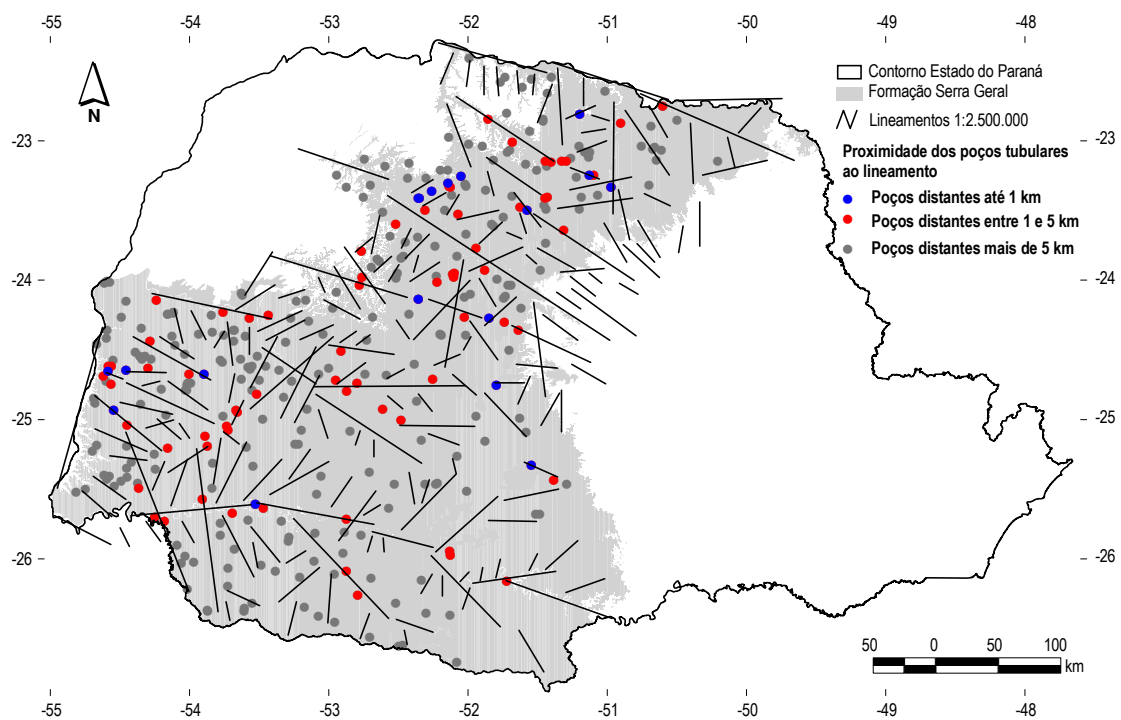 -55 -54 -53 -52 -51 -50 -49 -48
N
Contorno Estado do Paraná
Formação Serra Geral
Lineamentos 1:2.500.000
Proximidade dos poços tubulares
ao lineamento
Poços distantes até 1 km
Poços distantes entre 1 e 5 km
Poços distantes mais de 5 km
-23 -23
-24 -24
-25 -25
-26 -26
50 0 50 100
km
-55 -54 -53 -52 -51 -50 -49 -48